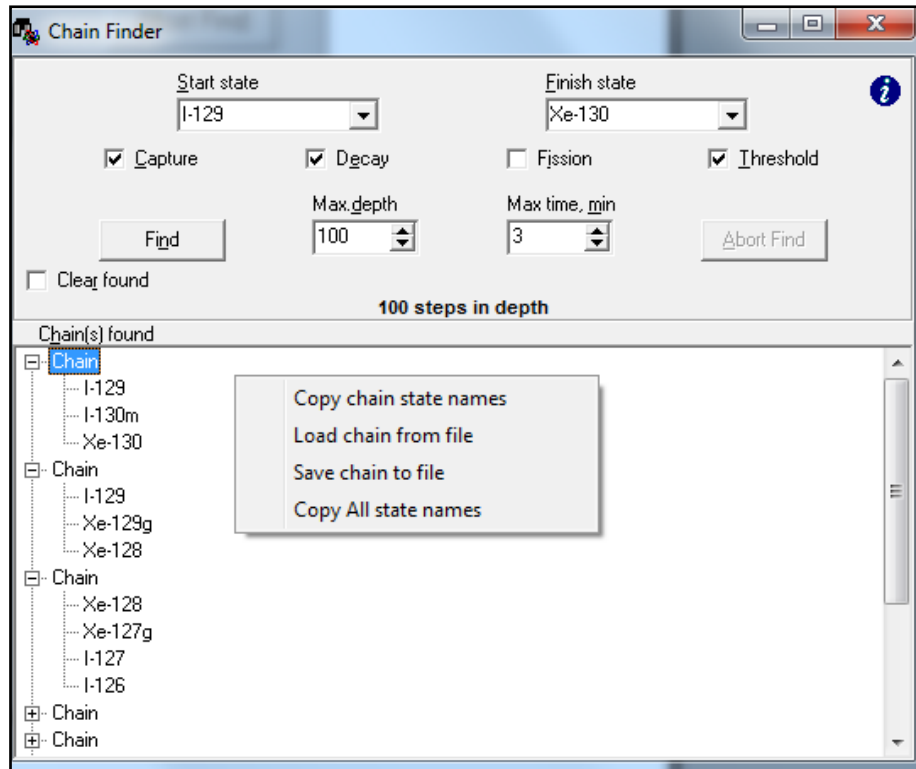 Chain Finder
Start state
Finish state
I-129
Xe-130
Capture
Decay
Fission
Threshold
Max.depth
Max time, min
Find
100
3
Abort Find
Clear found
100 steps in depth
Chain(s) found
Chain
I-129
I-130m
Xe-130
Chain
I-129
Xe-129g
Xe-128
Chain
Xe-128
Xe-127g
I-127
I-126
Chain
Chain
Copy chain state names
Load chain from file
Save chain to file
Copy All state names